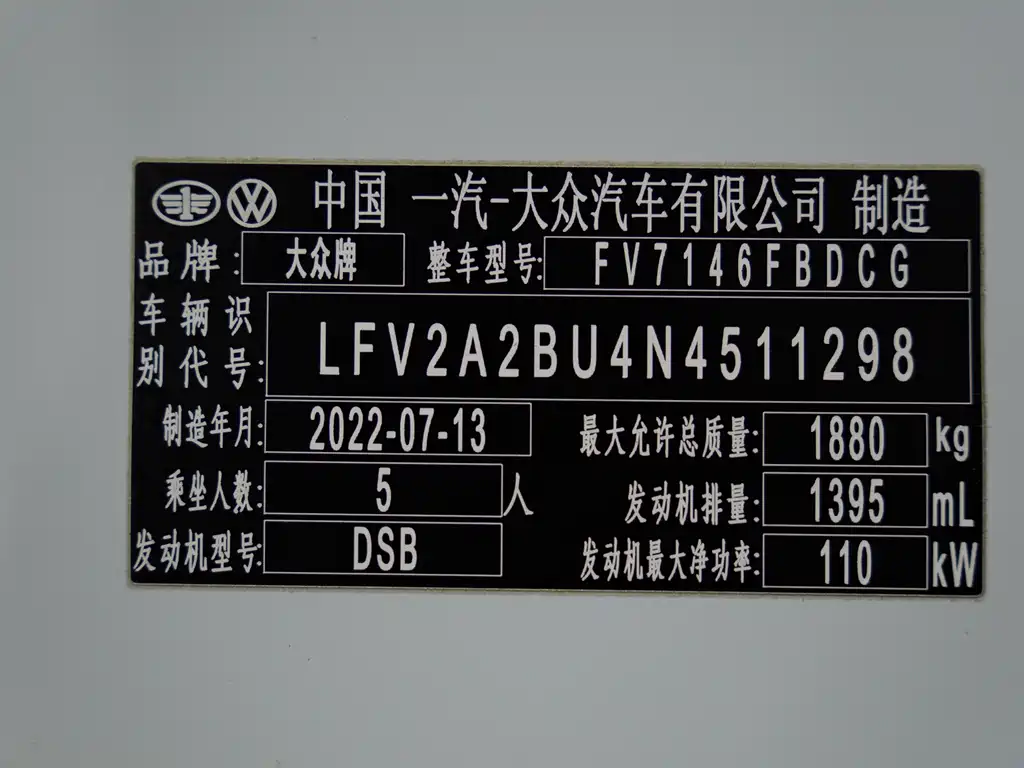 中国 一汽-大众汽车有限公司 制造
品牌: 大众牌 整车型号: FV7146FBDCG
车辆识别代号: LFV2A2BU4N4511298
制造年月: 2022-07-13 最大允许总质量: 1880 kg
乘坐人数: 5 人 发动机排量: 1395 mL
发动机型号: DSB 发动机最大净功率: 110 kW